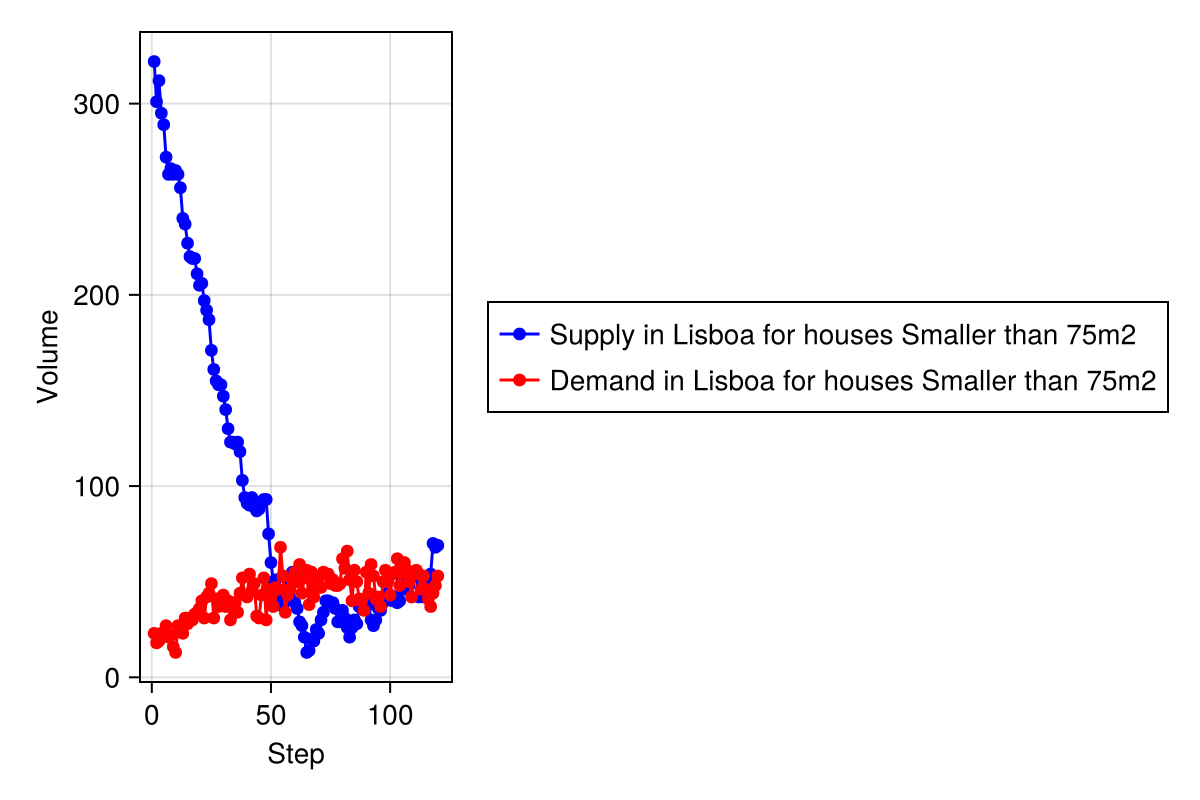 300
200
100
0
Volume
0 50 100
Step
Supply in Lisboa for houses Smaller than 75m2
Demand in Lisboa for houses Smaller than 75m2